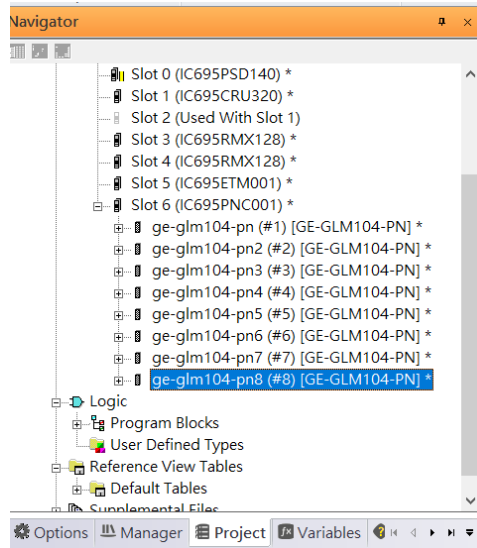 Navigator
Slot 0 (IC695PSD140) *
Slot 1 (IC695CRU320) *
Slot 2 (Used With Slot 1)
Slot 3 (IC695RMX128) *
Slot 4 (IC695RMX128) *
Slot 5 (IC695ETM001) *
Slot 6 (IC695PNC001) *
ge-glm104-pn (#1) [GE-GLM104-PN] *
ge-glm104-pn2 (#2) [GE-GLM104-PN] *
ge-glm104-pn3 (#3) [GE-GLM104-PN] *
ge-glm104-pn4 (#4) [GE-GLM104-PN] *
ge-glm104-pn5 (#5) [GE-GLM104-PN] *
ge-glm104-pn6 (#6) [GE-GLM104-PN] *
ge-glm104-pn7 (#7) [GE-GLM104-PN] *
ge-glm104-pn8 (#8) [GE-GLM104-PN] *
Logic
Program Blocks
User Defined Types
Reference View Tables
Default Tables
Supplemental Files
Options Manager Project Variables